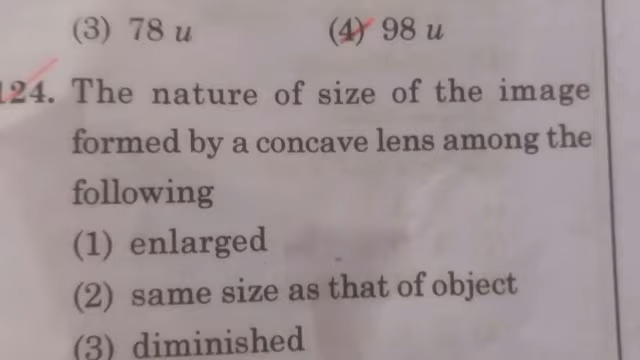 (3) 78 u (4) 98 u
124. The nature of size of the image
formed by a concave lens among the
following
(1) enlarged
(2) same size as that of object
(3) diminished